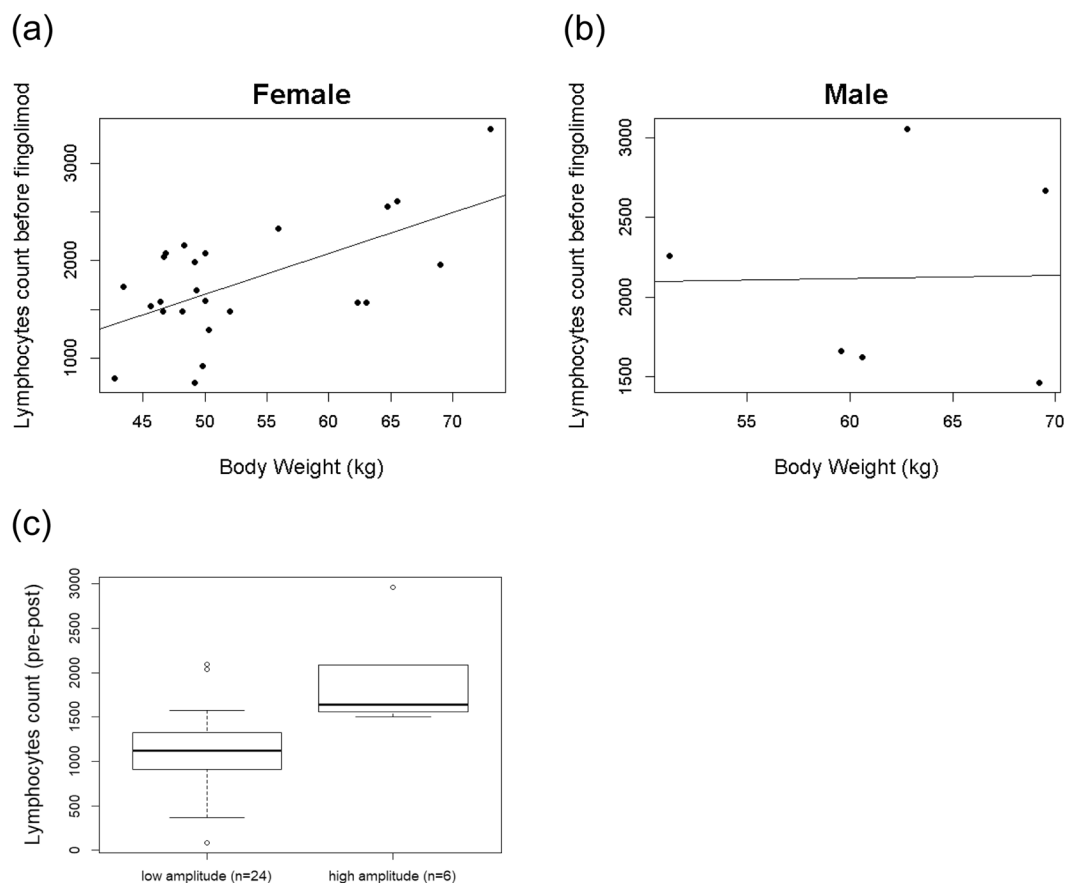 (a)
Female
Lymphocytes count before fingolimod
3000
2000
1000
45 50 55 60 65 70
Body Weight (kg)
(b)
Male
Lymphocytes count before fingolimod
3000
2500
2000
1500
55 60 65 70
Body Weight (kg)
(c)
Lymphocytes count (pre-post)
3000
2500
2000
1500
1000
500
0
low amplitude (n=24) high amplitude (n=6)